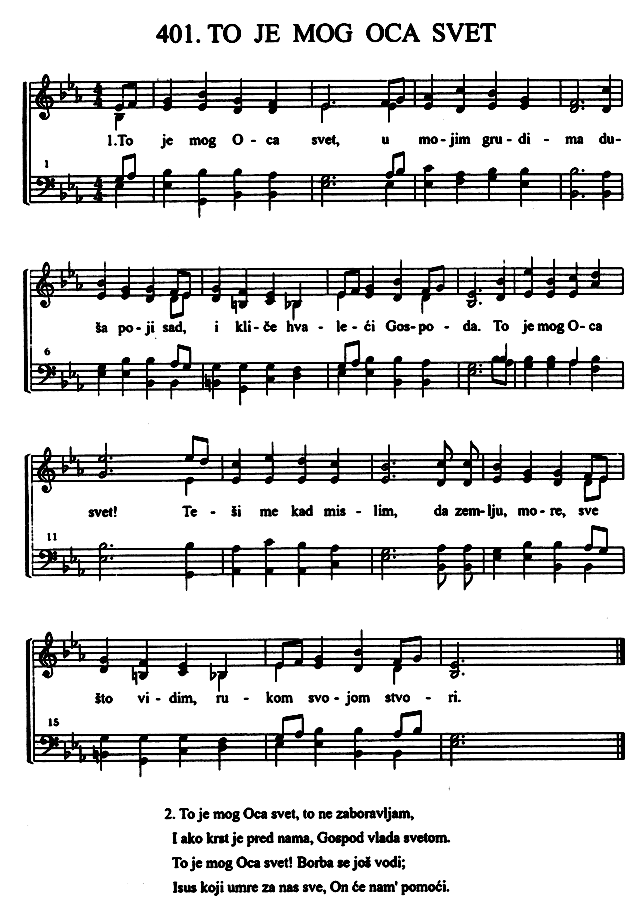 401. TO JE MOG OCA SVET
1.To je mog O - ca svet, u mo - jim gru - di - ma du-
1
ša po - ji sad, i kli - če hva - le - ći Gos - po - da. To je mog O - ca
6
svet! Te - ši me kad mis - lim, da zem - lju, mo - re, sve
11
što vi - dim, ru - kom svo - jom stvo - ri.
15
2. To je mog Oca svet, to ne zaboravljam,
I ako krst je pred nama, Gospod vlada svetom.
To je mog Oca svet! Borba se još vodi;
Isus koji umre za nas sve, On će nam' pomoći.